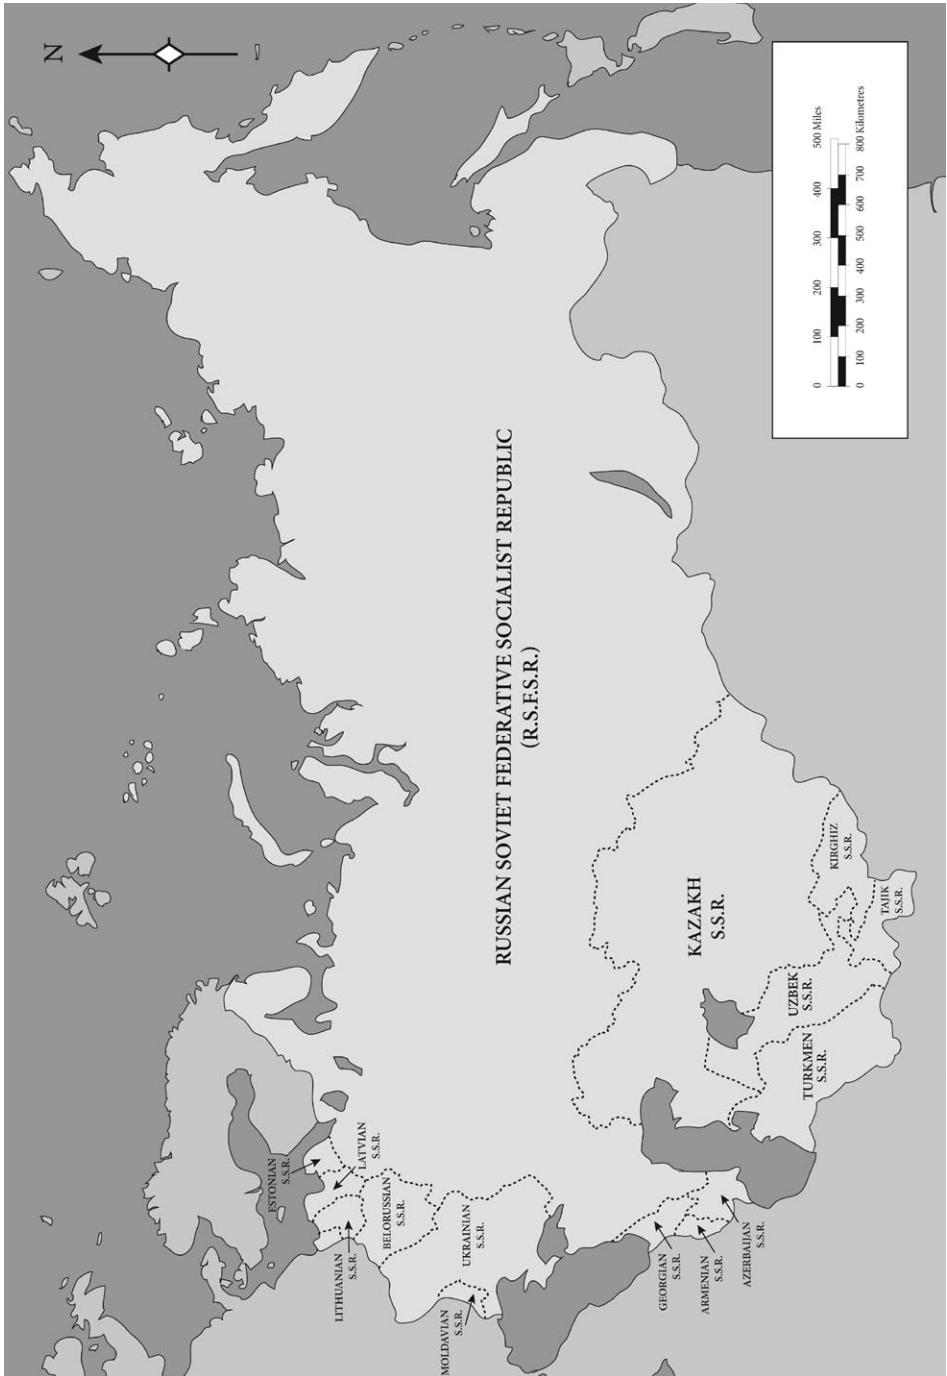 N
500 Miles
400
300
200
100
0
800 Kilometres
700
600
500
400
300
200
100
0
RUSSIAN SOVIET FEDERATIVE SOCIALIST REPUBLIC
(R.S.F.S.R.)
KAZAKH
S.S.R.
KIRGHIZ
S.S.R.
TAJIK
S.S.R.
UZBEK
S.S.R.
TURKMEN
S.S.R.
ESTONIAN
S.S.R.
LATVIAN
S.S.R.
LITHUANIAN
S.S.R.
BELORUSSIAN
S.S.R.
UKRAINIAN
S.S.R.
MOLDAVIAN
S.S.R.
GEORGIAN
S.S.R.
ARMENIAN
S.S.R.
AZERBAIJAN
S.S.R.